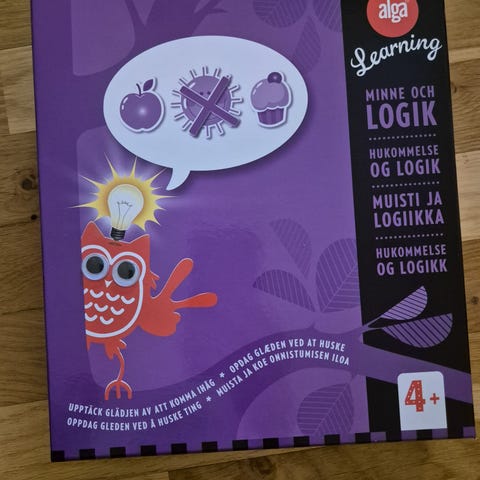 alga
Learning
MINNE OCH
LOGIK
HUKOMMELSE
OG LOGIK
MUISTI JA
LOGIIKKA
HUKOMMELSE
OG LOGIKK
UPPTÄCK GLÄDJEN AV ATT KOMMA IHÅG * OPDAG GLÆDEN VED AT HUSKE
OPPDAG GLEDEN VED Å HUSKE TING * MUISTA JA KOE ONNISTUMISEN ILOA
4+